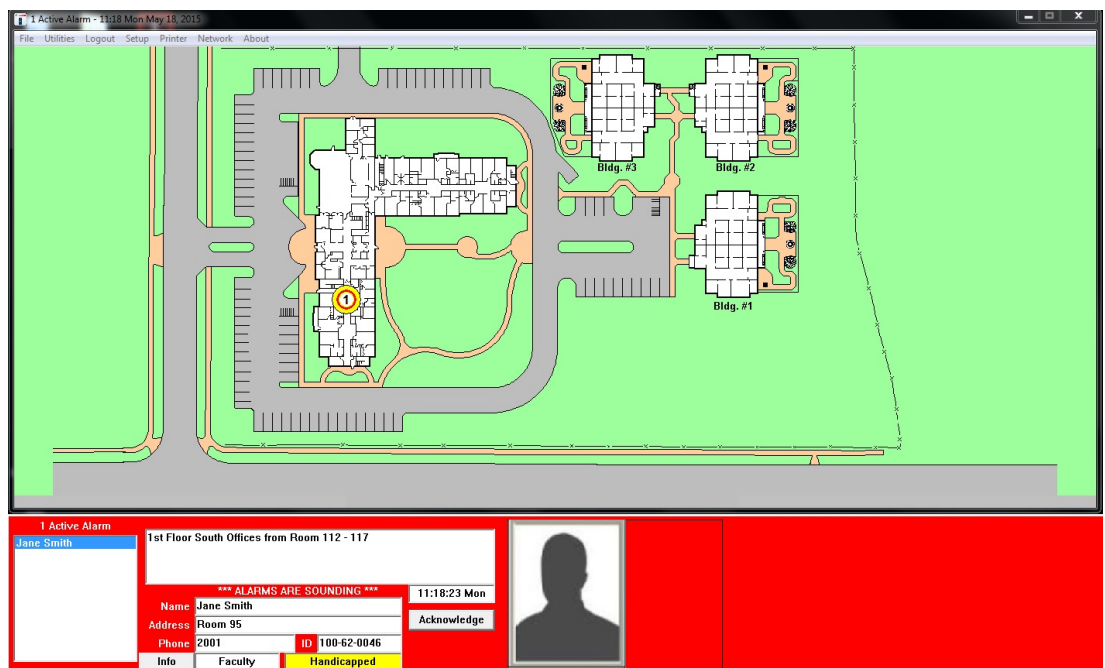 1 Active Alarm - 11:18 Mon May 18, 2015
File Utilities Logout Setup Printer Network About
Bldg. #3
Bldg. #2
Bldg. #1
1
1 Active Alarm
Jane Smith
1st Floor South Offices from Room 112 - 117
*** ALARMS ARE SOUNDING ***
11:18:23 Mon
Name Jane Smith
Address Room 95
Acknowledge
Phone 2001 ID 100-62-0046
Info Faculty Handicapped